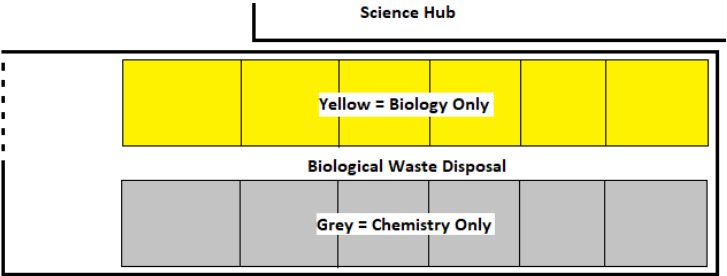 Science Hub
Yellow = Biology Only
Biological Waste Disposal
Grey = Chemistry Only